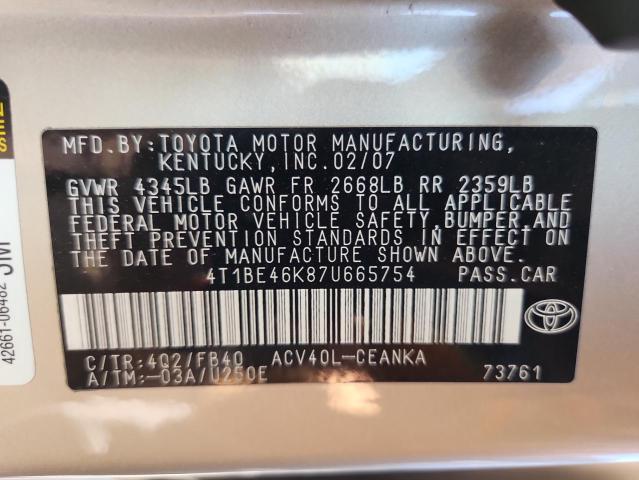 MFD.BY:TOYOTA MOTOR MANUFACTURING,
KENTUCKY,INC.02/07
GVWR 4345LB GAWR FR 2668LB RR 2359LB
THIS VEHICLE CONFORMS TO ALL APPLICABLE
FEDERAL MOTOR VEHICLE SAFETY,BUMPER,AND
THEFT PREVENTION STANDARDS IN EFFECT ON
THE DATE OF MANUFACTURE SHOWN ABOVE.
4T1BE46K87U665754 PASS.CAR
C/TR:4Q2/FB40 ACV40L-CEANKA
A/TM:-03A/U250E 73761
42661-06482